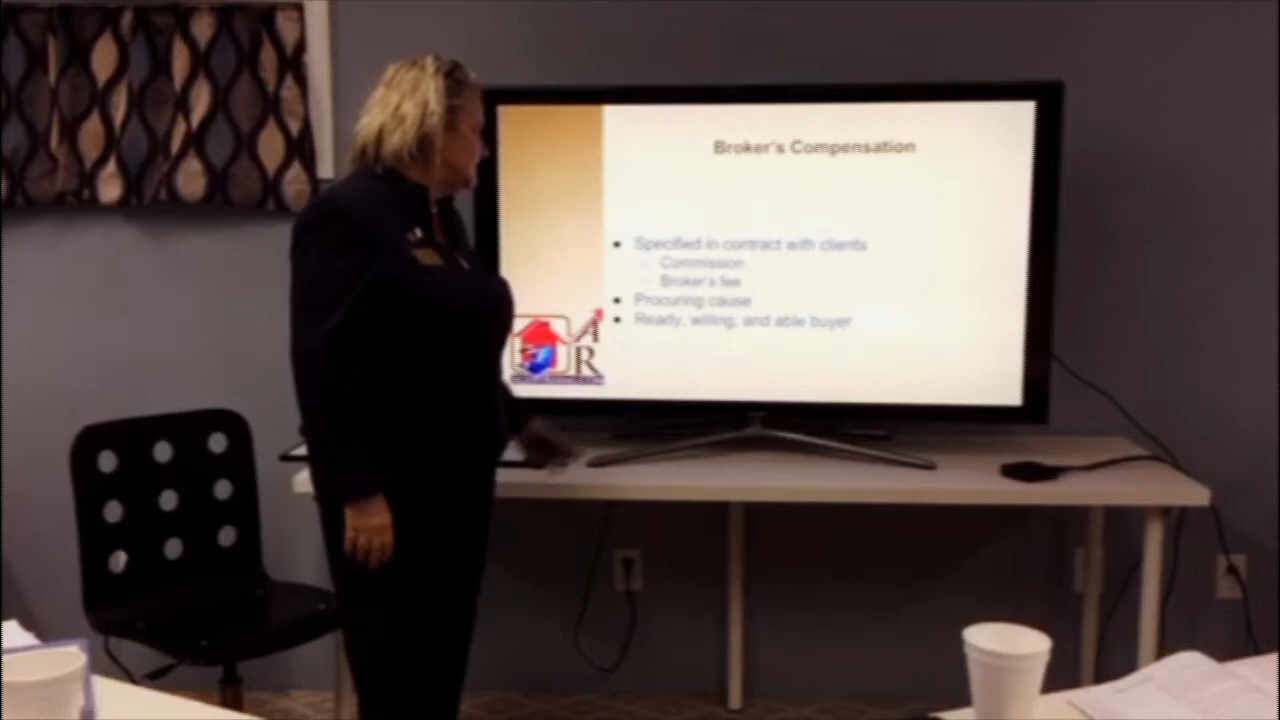 Broker's Compensation
● Specified in contract with clients
– Commission
– Broker's fee
● Procuring cause
● Ready, willing, and able buyer
A
R